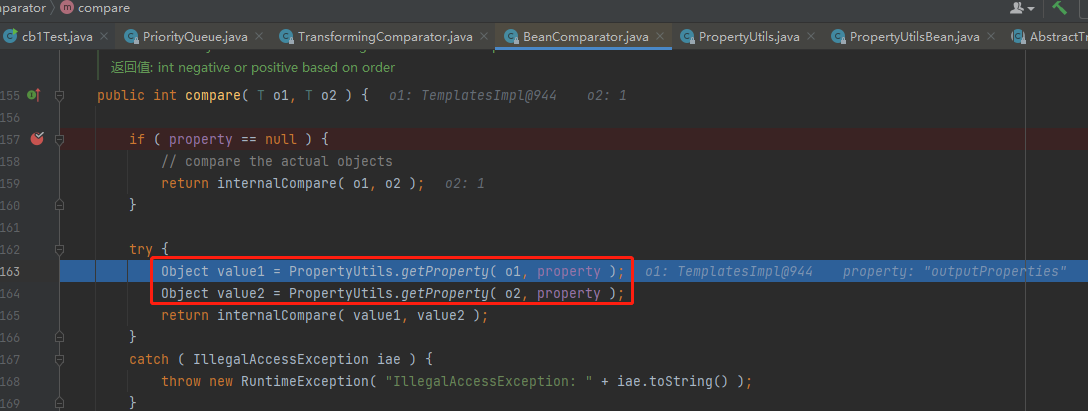 mparator
compare
cb1Test.java
PriorityQueue.java
TransformingComparator.java
BeanComparator.java
PropertyUtils.java
PropertyUtilsBean.java
AbstractTr
返回值: int negative or positive based on order
155 public int compare( T o1, T o2 ) { o1: TemplatesImpl@944 o2: 1
156
157 if ( property == null ) {
158 // compare the actual objects
159 return internalCompare( o1, o2 ); o2: 1
160 }
161
162 try {
163 Object value1 = PropertyUtils.getProperty( o1, property ); o1: TemplatesImpl@944 property: "outputProperties"
164 Object value2 = PropertyUtils.getProperty( o2, property );
165 return internalCompare( value1, value2 );
166 }
167 catch ( IllegalAccessException iae ) {
168 throw new RuntimeException( "IllegalAccessException: " + iae.toString() );
169 }